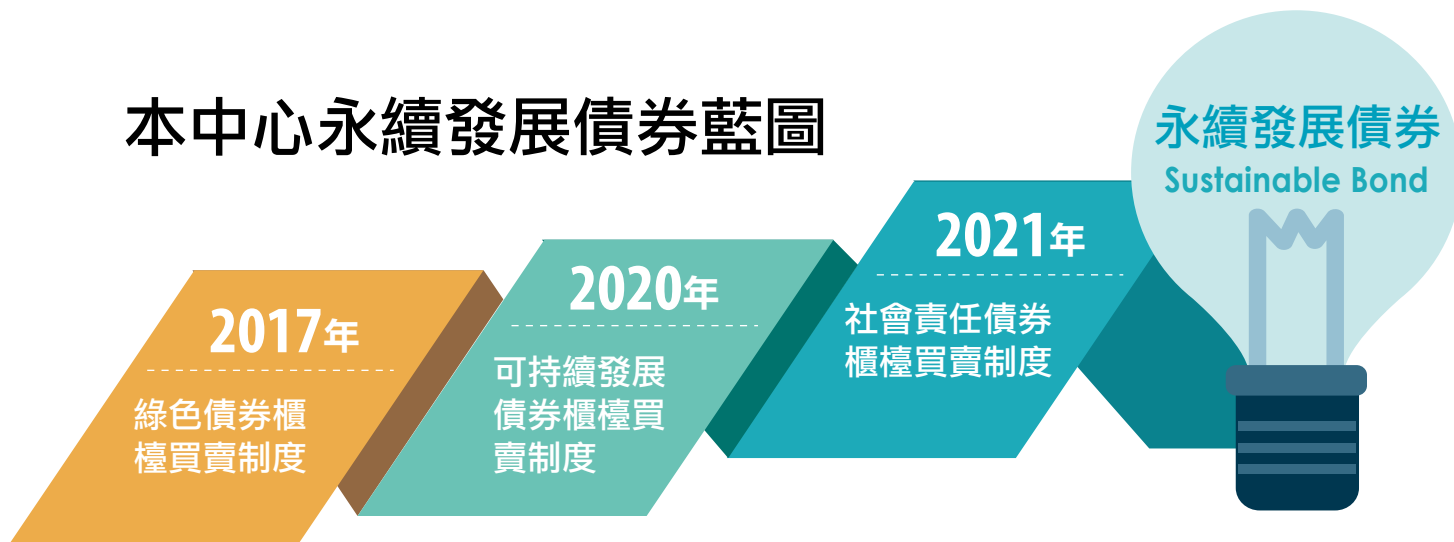 本中心永續發展債券藍圖
永續發展債券
Sustainable Bond
2017年
綠色債券櫃
檯買賣制度
2020年
可持續發展
債券櫃檯買
賣制度
2021年
社會責任債券
櫃檯買賣制度